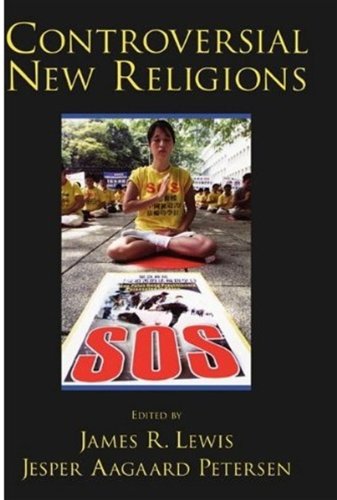 CONTROVERSIAL
NEW RELIGIONS
SOS
SOS
EDITED BY
JAMES R. LEWIS
JESPER AAGAARD PETERSEN